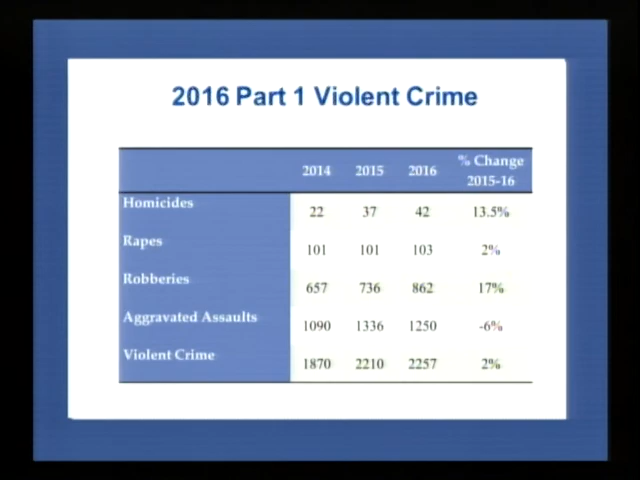 2016 Part 1 Violent Crime
2014 2015 2016 % Change 2015-16
Homicides 22 37 42 13.5%
Rapes 101 101 103 2%
Robberies 657 736 862 17%
Aggravated Assaults 1090 1336 1250 -6%
Violent Crime 1870 2210 2257 2%